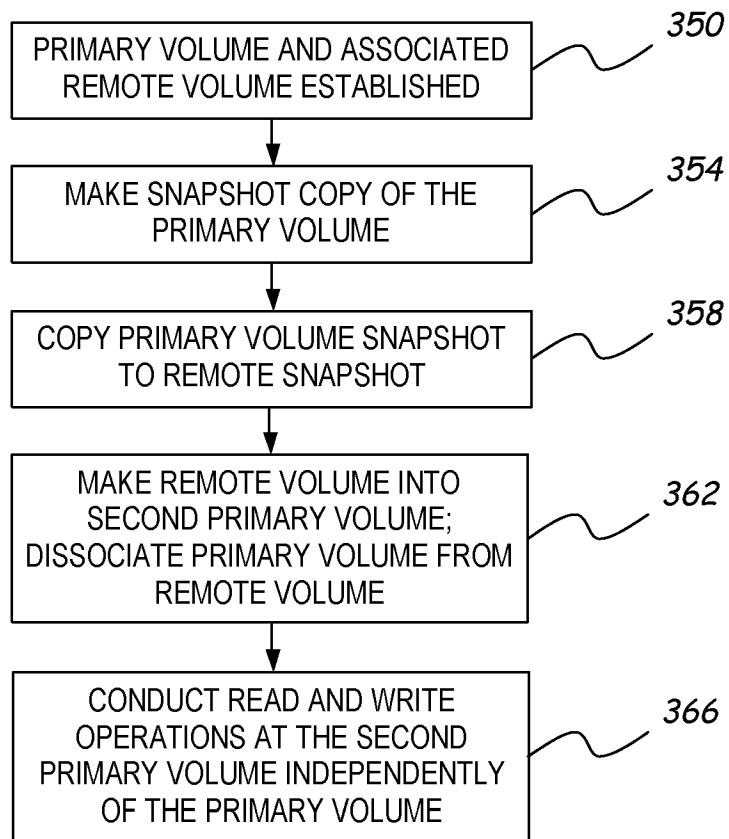 PRIMARY VOLUME AND ASSOCIATED
REMOTE VOLUME ESTABLISHED
350
MAKE SNAPSHOT COPY OF THE
PRIMARY VOLUME
354
COPY PRIMARY VOLUME SNAPSHOT
TO REMOTE SNAPSHOT
358
MAKE REMOTE VOLUME INTO
SECOND PRIMARY VOLUME;
DISSOCIATE PRIMARY VOLUME FROM
REMOTE VOLUME
362
CONDUCT READ AND WRITE
OPERATIONS AT THE SECOND
PRIMARY VOLUME INDEPENDENTLY
OF THE PRIMARY VOLUME
366